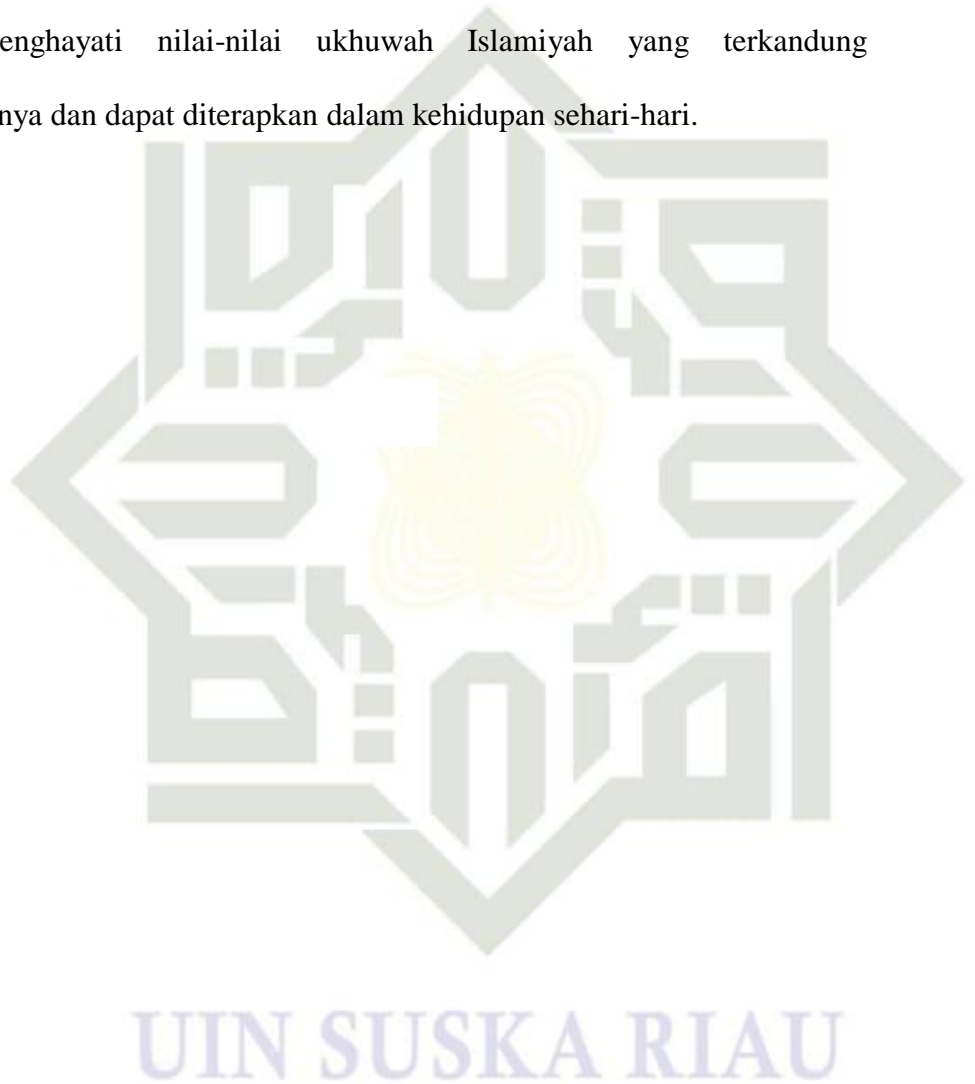 enghayati nilai-nilai ukhuwah Islamiyah yang terkandung
nya dan dapat diterapkan dalam kehidupan sehari-hari.
UIN SUSKA RIAU